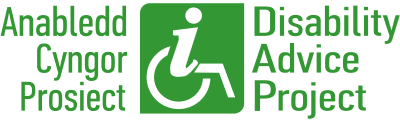 Anabledd
Cyngor
Prosiect
i
Disability
Advice
Project